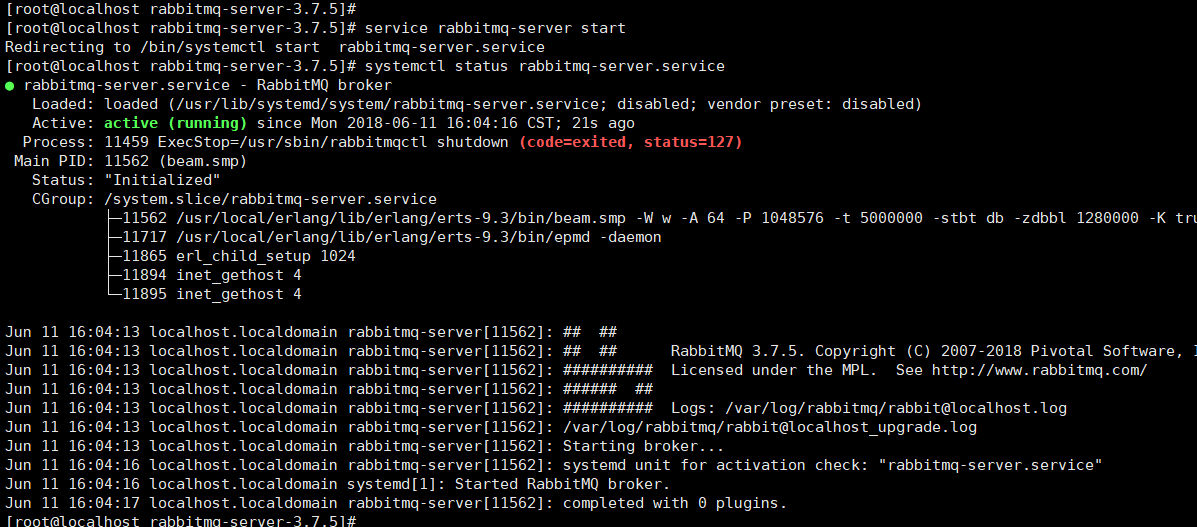 [root@localhost rabbitmq-server-3.7.5]#
[root@localhost rabbitmq-server-3.7.5]# service rabbitmq-server start
Redirecting to /bin/systemctl start  rabbitmq-server.service
[root@localhost rabbitmq-server-3.7.5]# systemctl status rabbitmq-server.service
● rabbitmq-server.service - RabbitMQ broker
   Loaded: loaded (/usr/lib/systemd/system/rabbitmq-server.service; disabled; vendor preset: disabled)
   Active: active (running) since Mon 2018-06-11 16:04:16 CST; 21s ago
  Process: 11459 ExecStop=/usr/sbin/rabbitmqctl shutdown (code=exited, status=127)
 Main PID: 11562 (beam.smp)
   Status: "Initialized"
   CGroup: /system.slice/rabbitmq-server.service
           ├─11562 /usr/local/erlang/lib/erlang/erts-9.3/bin/beam.smp -W w -A 64 -P 1048576 -t 5000000 -stbt db -zdbbl 1280000 -K tru
           ├─11717 /usr/local/erlang/lib/erlang/erts-9.3/bin/epmd -daemon
           ├─11865 erl_child_setup 1024
           ├─11894 inet_gethost 4
           └─11895 inet_gethost 4

Jun 11 16:04:13 localhost.localdomain rabbitmq-server[11562]: ##  ##
Jun 11 16:04:13 localhost.localdomain rabbitmq-server[11562]: ##  ##      RabbitMQ 3.7.5. Copyright (C) 2007-2018 Pivotal Software, I
Jun 11 16:04:13 localhost.localdomain rabbitmq-server[11562]: ##########  Licensed under the MPL.  See http://www.rabbitmq.com/
Jun 11 16:04:13 localhost.localdomain rabbitmq-server[11562]: ######  ##
Jun 11 16:04:13 localhost.localdomain rabbitmq-server[11562]: ##########  Logs: /var/log/rabbitmq/rabbit@localhost.log
Jun 11 16:04:13 localhost.localdomain rabbitmq-server[11562]: /var/log/rabbitmq/rabbit@localhost_upgrade.log
Jun 11 16:04:13 localhost.localdomain rabbitmq-server[11562]: Starting broker...
Jun 11 16:04:16 localhost.localdomain rabbitmq-server[11562]: systemd unit for activation check: "rabbitmq-server.service"
Jun 11 16:04:16 localhost.localdomain systemd[1]: Started RabbitMQ broker.
Jun 11 16:04:17 localhost.localdomain rabbitmq-server[11562]: completed with 0 plugins.
[root@localhost rabbitmq-server-3.7.5]#